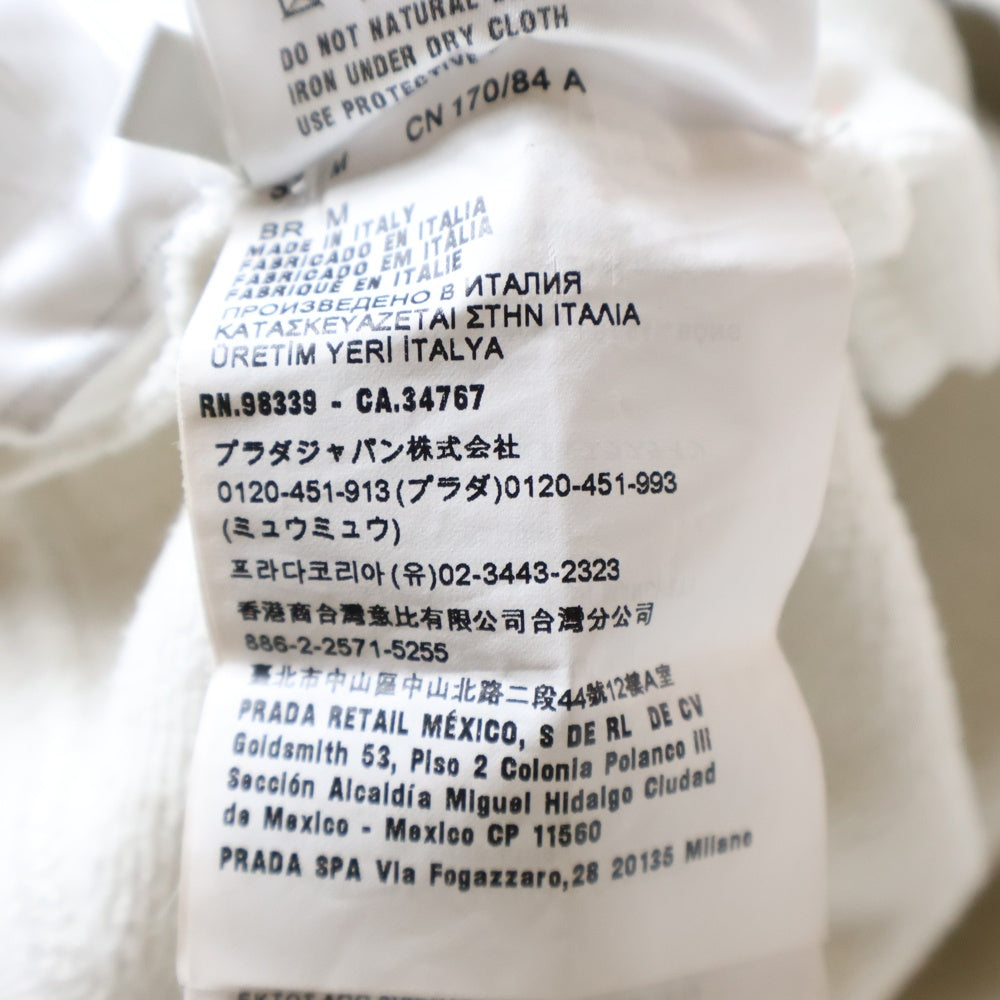 DO NOT NATURAL
IRON UNDER DRY CLOTH
USE PROTECTIVE
CN 170/84 A
M
BR M
MADE IN ITALY
FABRICADO EN ITALIA
FABRICADO EM ITALIA
FABRIQUÉ EN ITALIE
ПРОИЗВЕДЕНО В ИТАЛИЯ
ΚΑΤΑΣΚΕΥΑΖΕΤΑΙ ΣΤΗΝ ΙΤΑΛΙΑ
ÜRETİM YERİ İTALYA
RN.98339 - CA.34767
プラダジャパン株式会社
0120-451-913(プラダ)0120-451-993
(ミュウミュウ)
프라다코리아(유)02-3443-2323
香港商台灣意比有限公司台灣分公司
886-2-2571-5255
臺北市中山區中山北路二段44號12樓A室
PRADA RETAIL MÉXICO, S DE RL DE CV
Goldsmith 53, Piso 2 Colonia Polanco III
Sección Alcaldía Miguel Hidalgo Ciudad
de Mexico - Mexico CP 11560
PRADA SPA Via Fogazzaro,28 20135 Milano